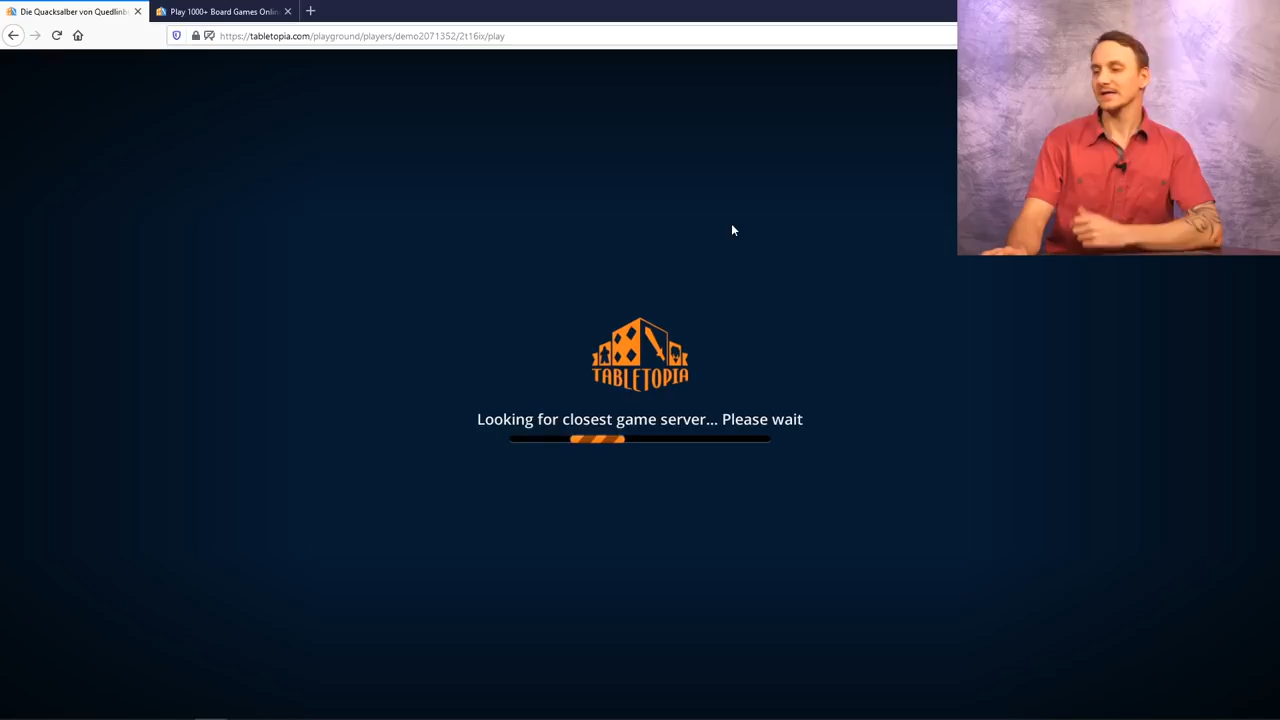 Die Quacksalber von Quedlinb
Play 1000+ Board Games Onlin
https://tabletopia.com/playground/players/demo2071352/2t16ix/play
TABLETOPIA
Looking for closest game server... Please wait